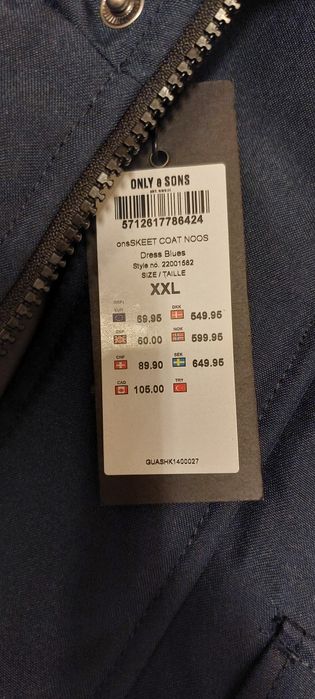 ONLY & SONS
5712617786424
onsSKEET COAT NOOS
Dress Blues
Style no. 22001562
SIZE / TAILLE
XXL
EUR 69.95 DKK 549.95
GBP 60.00 NOK 599.95
CHF 89.90 SEK 649.95
CAD 105.00 TRY
QUASHK1400027